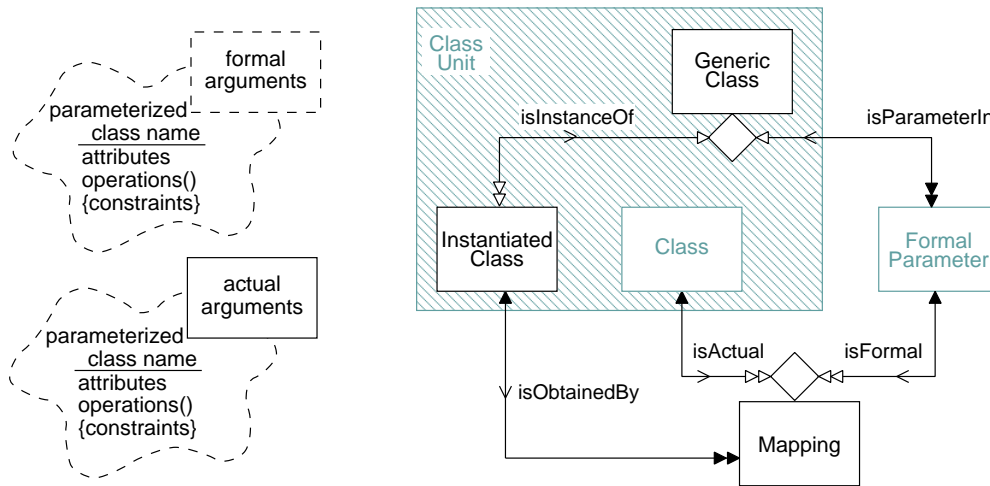 formal
arguments
parameterized
class name
attributes
operations()
{constraints}
actual
arguments
parameterized
class name
attributes
operations()
{constraints}
Class
Unit
Generic
Class
isInstanceOf
isParameterIn
Instantiated
Class
Class
Formal
Parameter
isActual
isFormal
isObtainedBy
Mapping